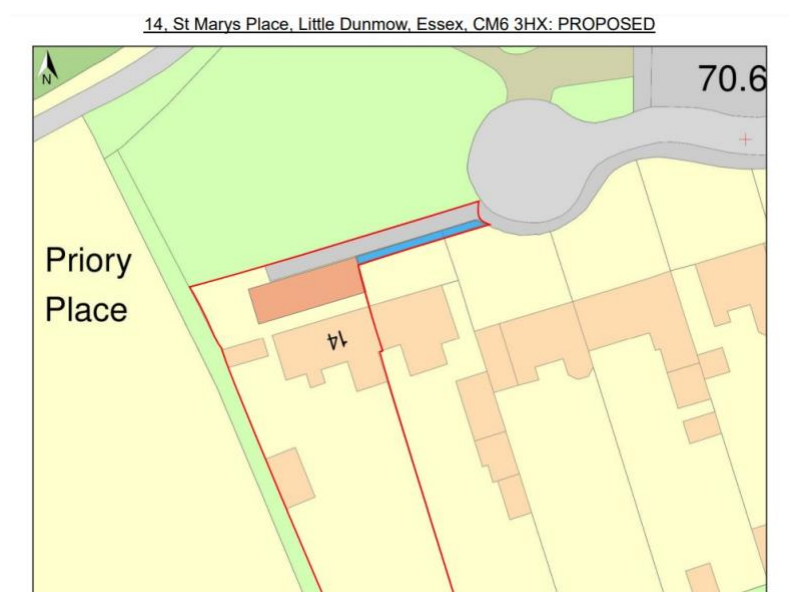 14, St Marys Place, Little Dunmow, Essex, CM6 3HX: PROPOSED
N
70.6
Priory
Place
14